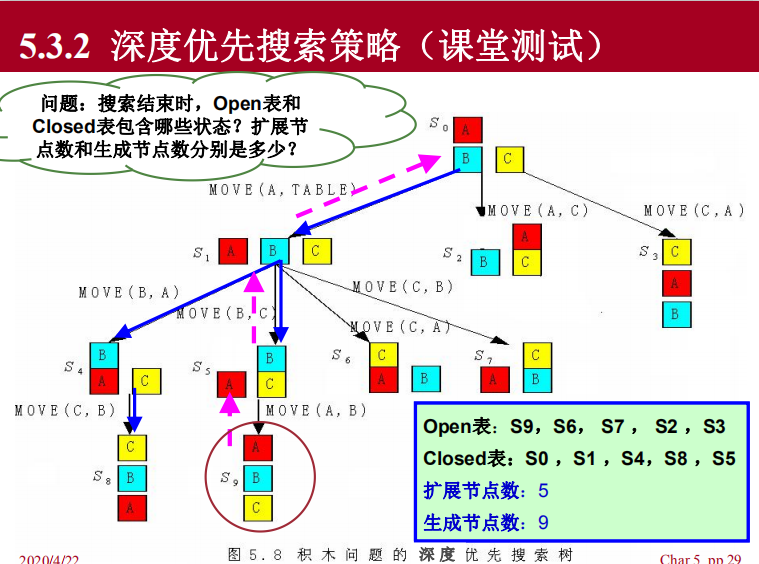 5.3.2 深度优先搜索策略（课堂测试）
问题：搜索结束时，Open表和
Closed表包含哪些状态？扩展节
点数和生成节点数分别是多少？
S0
A
B
C
MOVE(A,TABLE)
MOVE(A,C)
MOVE(C,A)
S1
A
B
C
S2
A
B
C
S3
C
A
B
MOVE(B,A)
MOVE(B,C)
MOVE(C,B)
MOVE(C,A)
S4
B
A
C
S5
B
A
C
S6
C
A
B
S7
C
A
B
MOVE(C,B)
MOVE(A,B)
S8
C
B
A
S9
A
B
C
Open表：S9，S6， S7 ， S2 ，S3
Closed表：S0 ，S1 ，S4，S8 ，S5
扩展节点数：5
生成节点数：9
图 5.8 积木问题的深度优先搜索树
2020/4/22
Char 5 pp.29